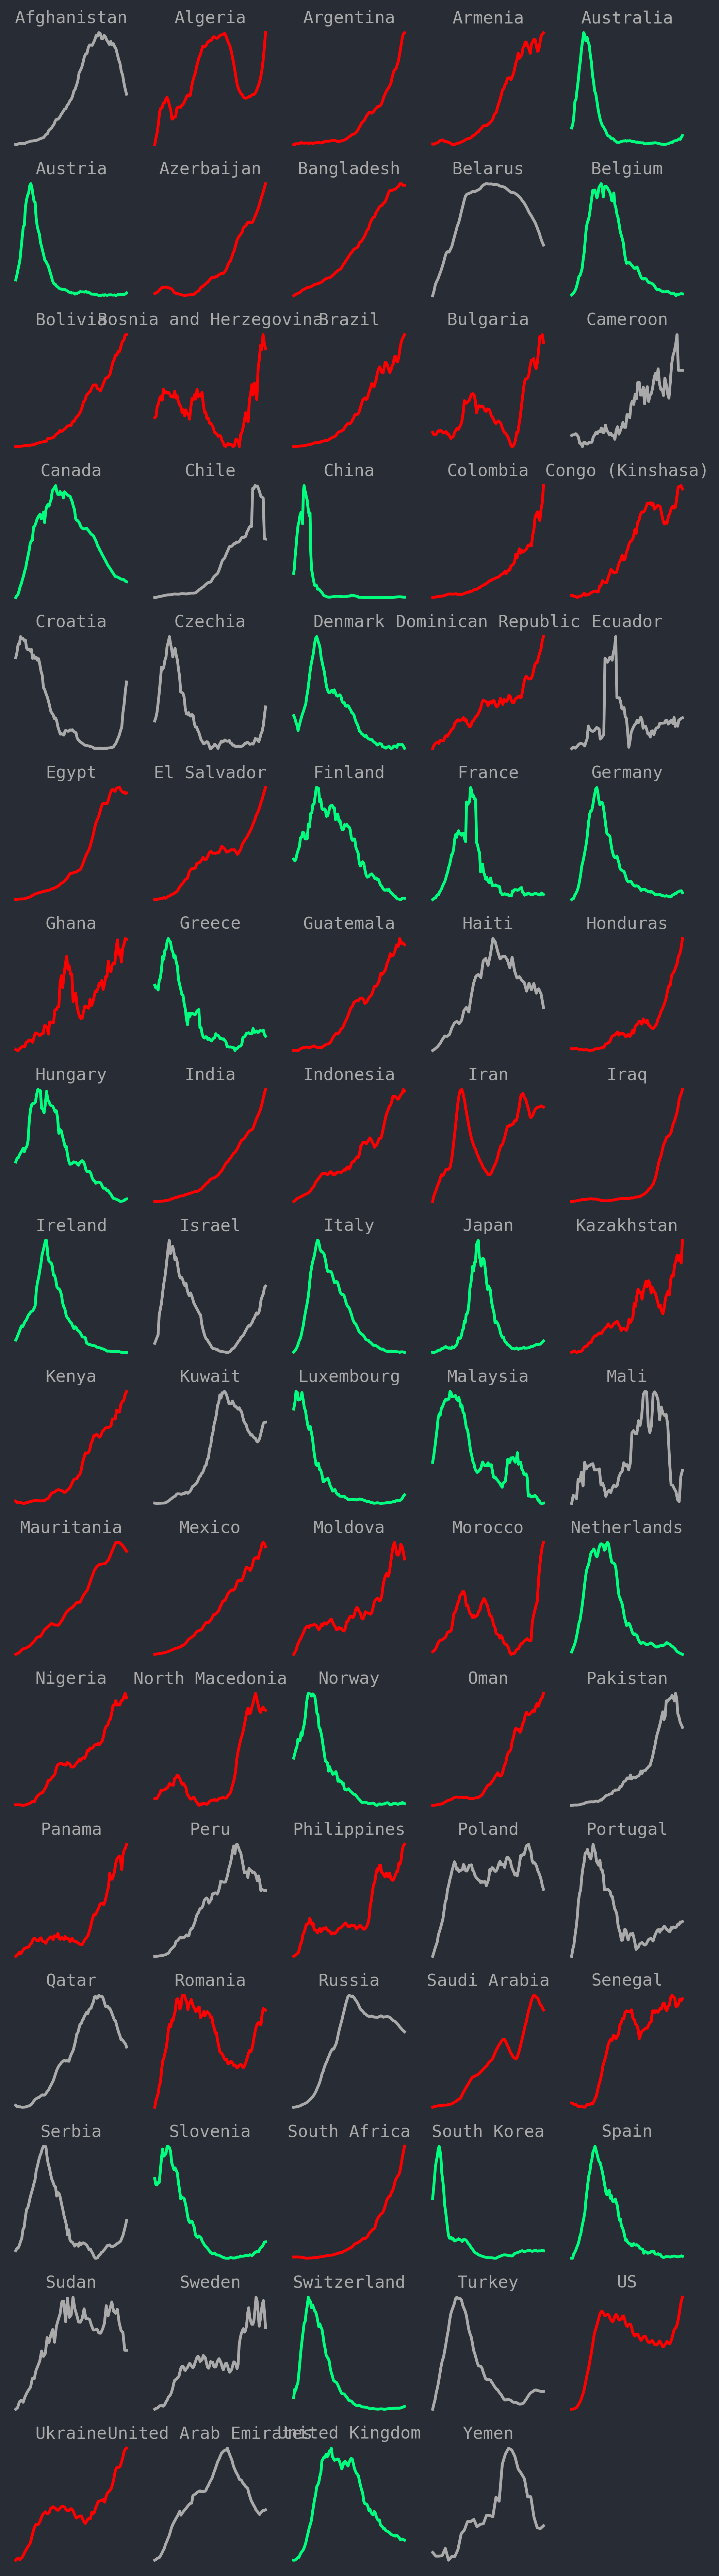 Afghanistan Algeria Argentina Armenia Australia
Austria Azerbaijan Bangladesh Belarus Belgium
Bolivia Bosnia and Herzegovina Brazil Bulgaria Cameroon
Canada Chile China Colombia Congo (Kinshasa)
Croatia Czechia Denmark Dominican Republic Ecuador
Egypt El Salvador Finland France Germany
Ghana Greece Guatemala Haiti Honduras
Hungary India Indonesia Iran Iraq
Ireland Israel Italy Japan Kazakhstan
Kenya Kuwait Luxembourg Malaysia Mali
Mauritania Mexico Moldova Morocco Netherlands
Nigeria North Macedonia Norway Oman Pakistan
Panama Peru Philippines Poland Portugal
Qatar Romania Russia Saudi Arabia Senegal
Serbia Slovenia South Africa South Korea Spain
Sudan Sweden Switzerland Turkey US
Ukraine United Arab Emirates United Kingdom Yemen